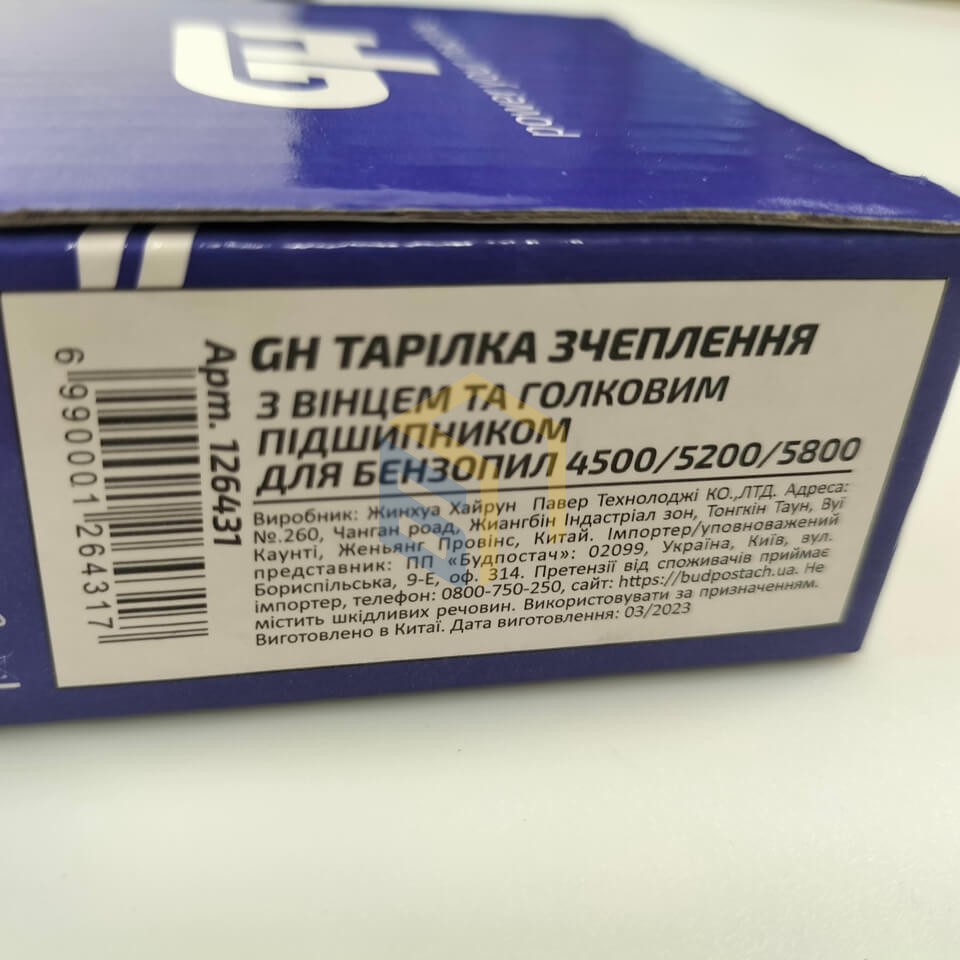 GH
power your
Арт. 126431
6 990001 264317
GH ТАРІЛКА ЗЧЕПЛЕННЯ
З ВІНЦЕМ ТА ГОЛКОВИМ
ПІДШИПНИКОМ
ДЛЯ БЕНЗОПИЛ 4500/5200/5800
Виробник: Жинхуа Хайрун Павер Технолоджі КО.,ЛТД. Адреса:
№.260, Чанган роад, Жиангбін Індастріал зон, Тонгкін Таун, Вуї
Каунті, Женьянг Провінс, Китай. Імпортер/уповноважений
представник: ПП «Будпостач»: 02099, Україна, Київ, вул.
Бориспільська, 9-Е, оф. 314. Претензії від споживачів приймає
імпортер, телефон: 0800-750-250, сайт: https://budpostach.ua. Не
містить шкідливих речовин. Використовувати за призначенням.
Виготовлено в Китаї. Дата виготовлення: 03/2023